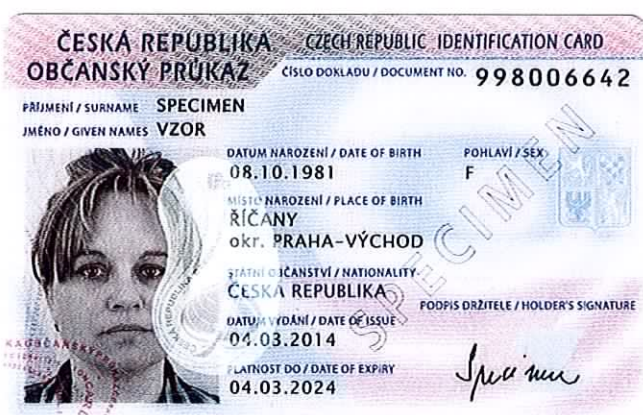 ČESKÁ REPUBLIKA CZECH REPUBLIC IDENTIFICATION CARD
OBČANSKÝ PRŮKAZ ČÍSLO DOKLADU / DOCUMENT NO. 998006642
PŘÍJMENÍ / SURNAME SPECIMEN
JMÉNO / GIVEN NAMES VZOR
DATUM NAROZENÍ / DATE OF BIRTH POHLAVÍ / SEX
08.10.1981 F
MÍSTO NAROZENÍ / PLACE OF BIRTH
ŘÍČANY
okr. PRAHA-VÝCHOD
STÁTNÍ OBČANSTVÍ / NATIONALITY
ČESKÁ REPUBLIKA
PODPIS DRŽITELE / HOLDER'S SIGNATURE
DATUM VYDÁNÍ / DATE OF ISSUE
04.03.2014
PLATNOST DO / DATE OF EXPIRY
04.03.2024
Specimen
SPECIMEN